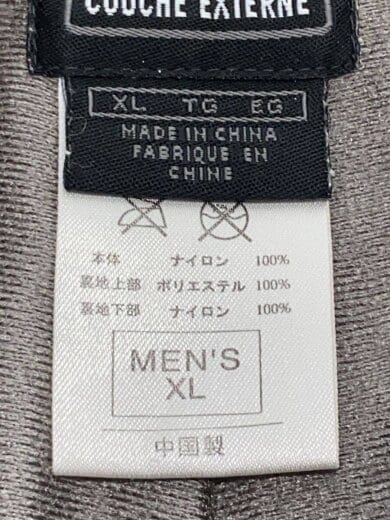 COUCHE EXTERNE
XL TG EG
MADE IN CHINA
FABRIQUE EN
CHINE
本体 ナイロン 100%
裏地上部 ポリエステル 100%
裏地下部 ナイロン 100%
MEN'S
XL
中国製